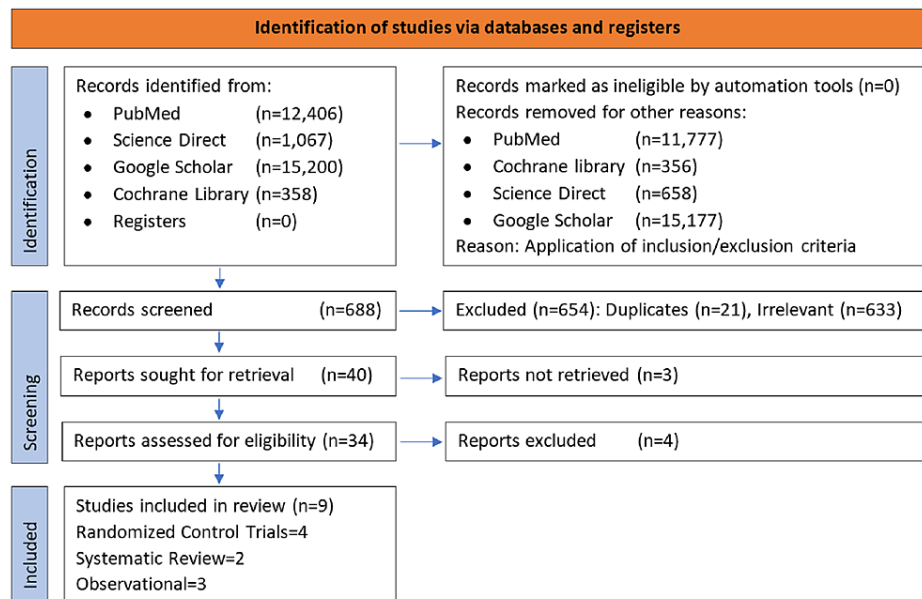 Identification of studies via databases and registers
Identification
Records identified from:
• PubMed (n=12,406)
• Science Direct (n=1,067)
• Google Scholar (n=15,200)
• Cochrane Library (n=358)
• Registers (n=0)
Records marked as ineligible by automation tools (n=0)
Records removed for other reasons:
• PubMed (n=11,777)
• Cochrane library (n=356)
• Science Direct (n=658)
• Google Scholar (n=15,177)
Reason: Application of inclusion/exclusion criteria
Screening
Records screened (n=688)
Excluded (n=654): Duplicates (n=21), Irrelevant (n=633)
Reports sought for retrieval (n=40)
Reports not retrieved (n=3)
Reports assessed for eligibility (n=34)
Reports excluded (n=4)
Included
Studies included in review (n=9)
Randomized Control Trials=4
Systematic Review=2
Observational=3